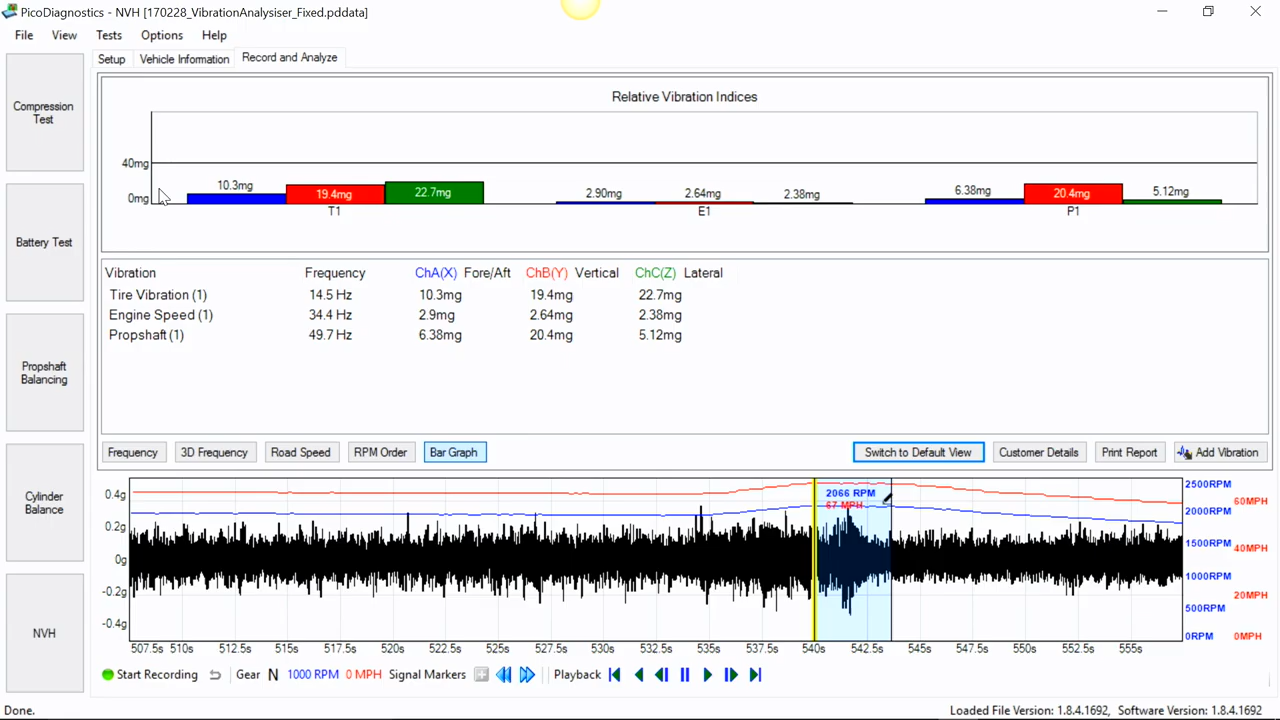 PicoDiagnostics - NVH [170228_VibrationAnalysiser_Fixed.pddata]
File View Tests Options Help
Setup Vehicle Information Record and Analyze
Compression
Test
Battery Test
Propshaft
Balancing
Cylinder
Balance
NVH
Relative Vibration Indices
40mg
0mg
10.3mg 19.4mg 22.7mg 2.90mg 2.64mg 2.38mg 6.38mg 20.4mg 5.12mg
T1 E1 P1
Vibration Frequency ChA(X) Fore/Aft ChB(Y) Vertical ChC(Z) Lateral
Tire Vibration (1) 14.5 Hz 10.3mg 19.4mg 22.7mg
Engine Speed (1) 34.4 Hz 2.9mg 2.64mg 2.38mg
Propshaft (1) 49.7 Hz 6.38mg 20.4mg 5.12mg
Frequency 3D Frequency Road Speed RPM Order Bar Graph Switch to Default View Customer Details Print Report Add Vibration
0.4g 2066 RPM 2500RPM
67 MPH 60MPH
0.2g 2000RPM
0g 1500RPM 40MPH
-0.2g 1000RPM 20MPH
-0.4g 500RPM
0RPM 0MPH
507.5s 510s 512.5s 515s 517.5s 520s 522.5s 525s 527.5s 530s 532.5s 535s 537.5s 540s 542.5s 545s 547.5s 550s 552.5s 555s
Start Recording Gear N 1000 RPM 0 MPH Signal Markers Playback
Done. Loaded File Version: 1.8.4.1692, Software Version: 1.8.4.1692